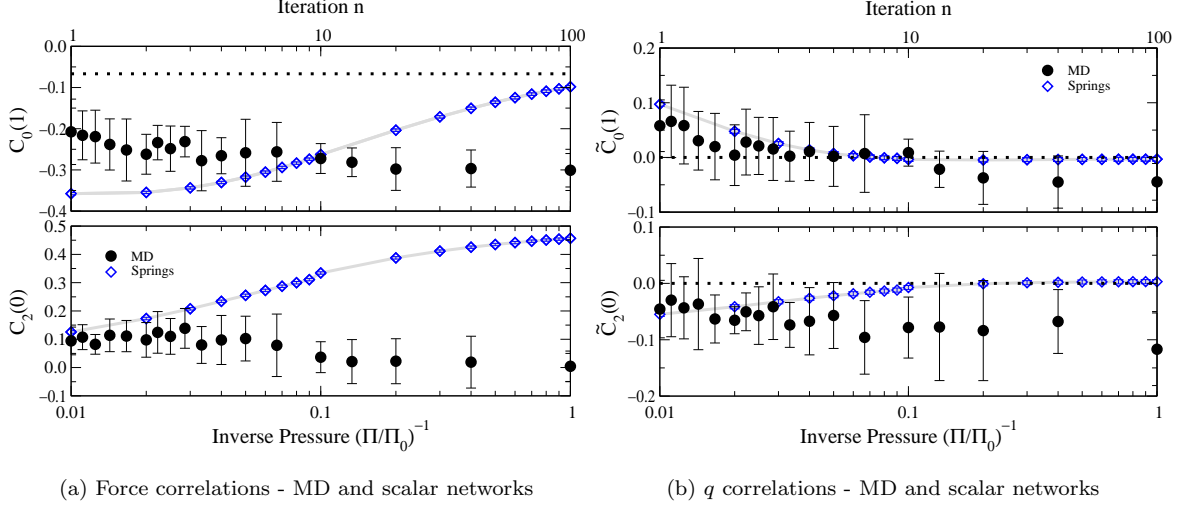 Iteration n
1 10 100
0.0
−0.1
−0.2
−0.3
−0.4
C0(1)
0.5
0.4
0.3
0.2
0.1
0.0
−0.1
C2(0)
MD
Springs
0.01 0.1 1
Inverse Pressure (Π/Π0)−1
(a) Force correlations - MD and scalar networks
Iteration n
1 10 100
0.2
0.1
0.0
−0.1
C̃0(1)
MD
Springs
0.1
0.0
−0.1
−0.2
C̃2(0)
0.01 0.1 1
Inverse Pressure (Π/Π0)−1
(b) q correlations - MD and scalar networks